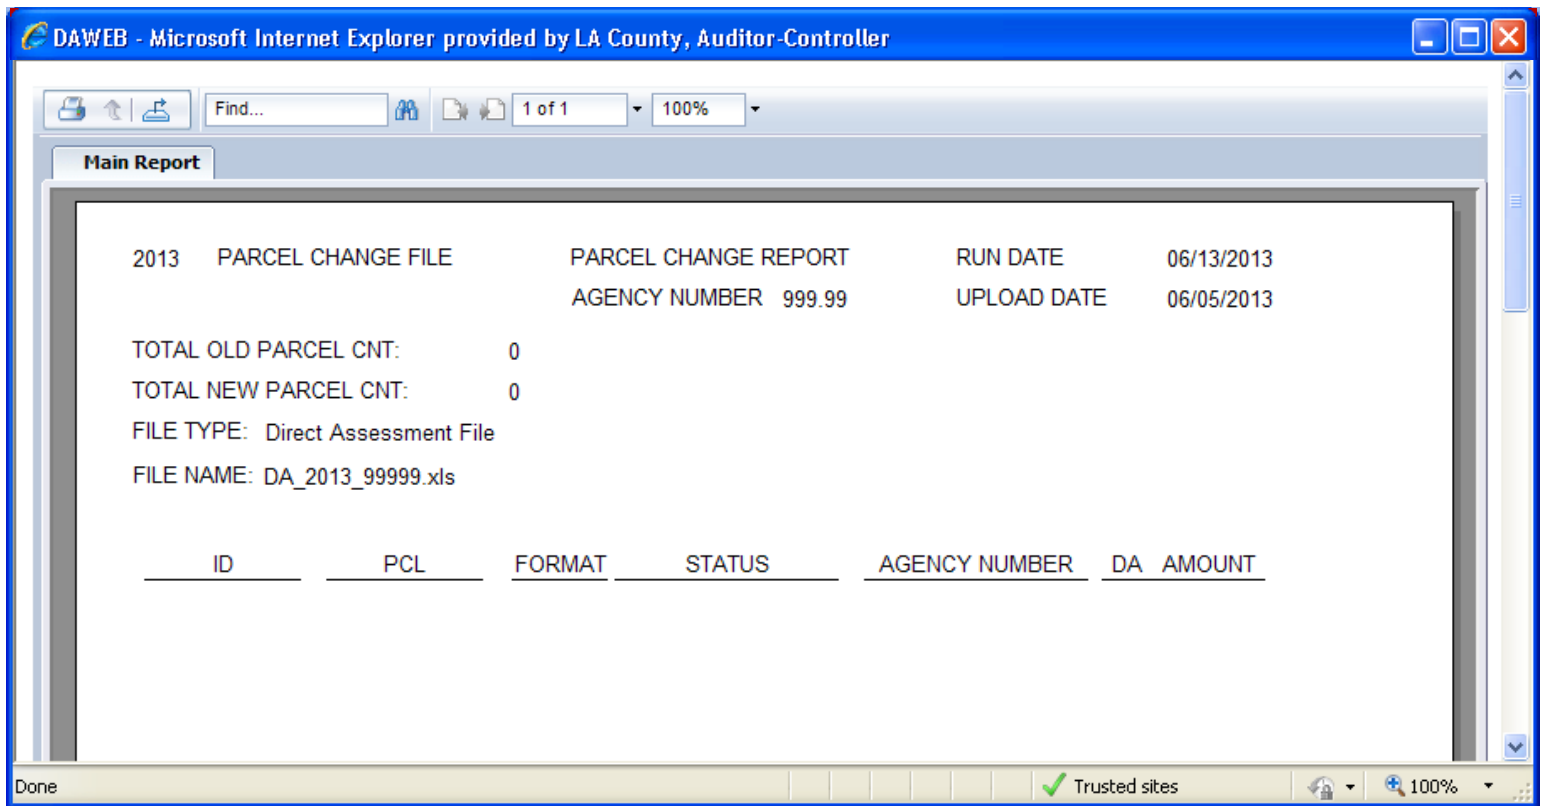 DAWEB - Microsoft Internet Explorer provided by LA County, Auditor-Controller
Find... 1 of 1 100%
Main Report
2013 PARCEL CHANGE FILE PARCEL CHANGE REPORT RUN DATE 06/13/2013
AGENCY NUMBER 999.99 UPLOAD DATE 06/05/2013
TOTAL OLD PARCEL CNT: 0
TOTAL NEW PARCEL CNT: 0
FILE TYPE: Direct Assessment File
FILE NAME: DA_2013_99999.xls
ID PCL FORMAT STATUS AGENCY NUMBER DA AMOUNT
Done Trusted sites 100%